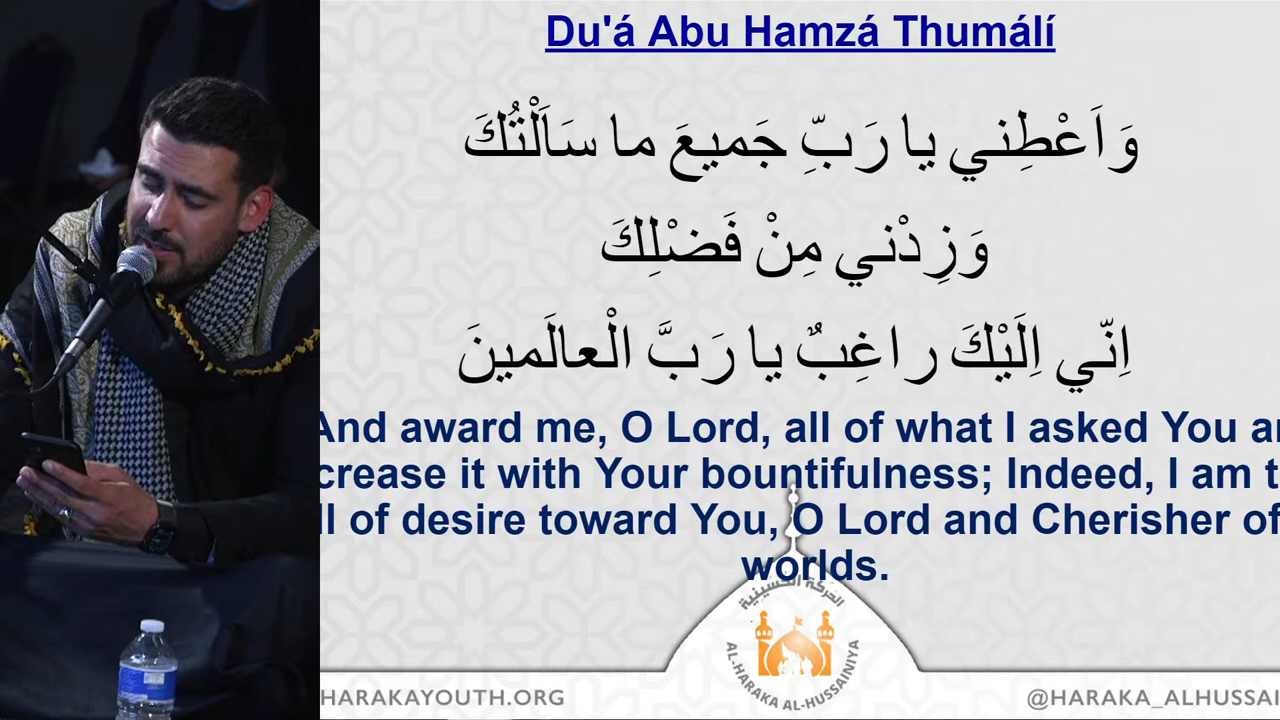 Du'á Abu Hamzá Thumálí
وَاَعْطِني يا رَبِّ جَميعَ ما سَاَلْتُكَ
وَزِدْني مِنْ فَضْلِكَ
اِنّي اِلَيْكَ راغِبٌ يا رَبَّ الْعالَمينَ
And award me, O Lord, all of what I asked You a
crease it with Your bountifulness; Indeed, I am t
ll of desire toward You, O Lord and Cherisher of
worlds.
الحركة الحسينية
AL-HARAKA AL-HUSSAINIYA
HARAKAYOUTH.ORG
@HARAKA_ALHUSSAI